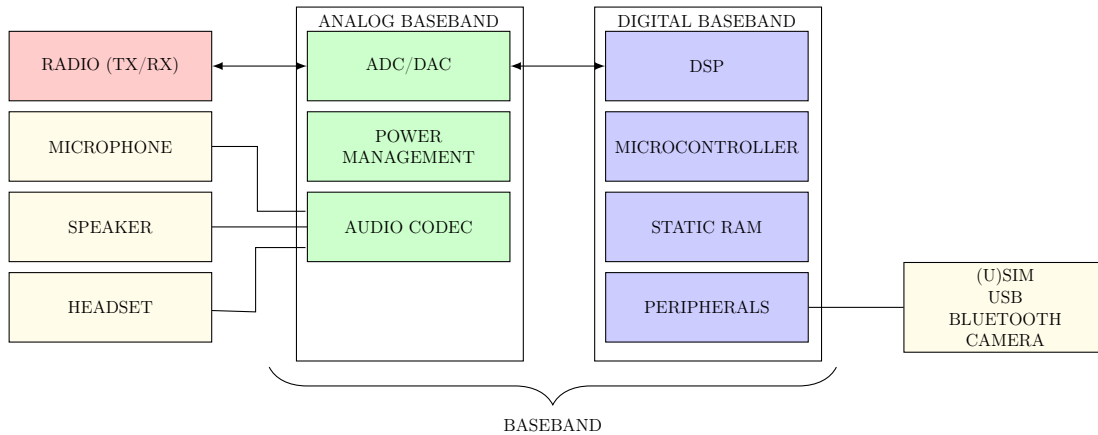 ANALOG BASEBAND
DIGITAL BASEBAND
RADIO (TX/RX)
ADC/DAC
DSP
MICROPHONE
POWER
MANAGEMENT
MICROCONTROLLER
SPEAKER
AUDIO CODEC
STATIC RAM
HEADSET
PERIPHERALS
(U)SIM
USB
BLUETOOTH
CAMERA
BASEBAND